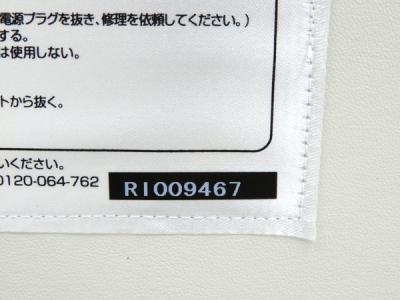 電源プラグを抜き、修理を依頼してください。)
する。
は使用しない。
トから抜く。
いください。
0120-064-762
RI009467